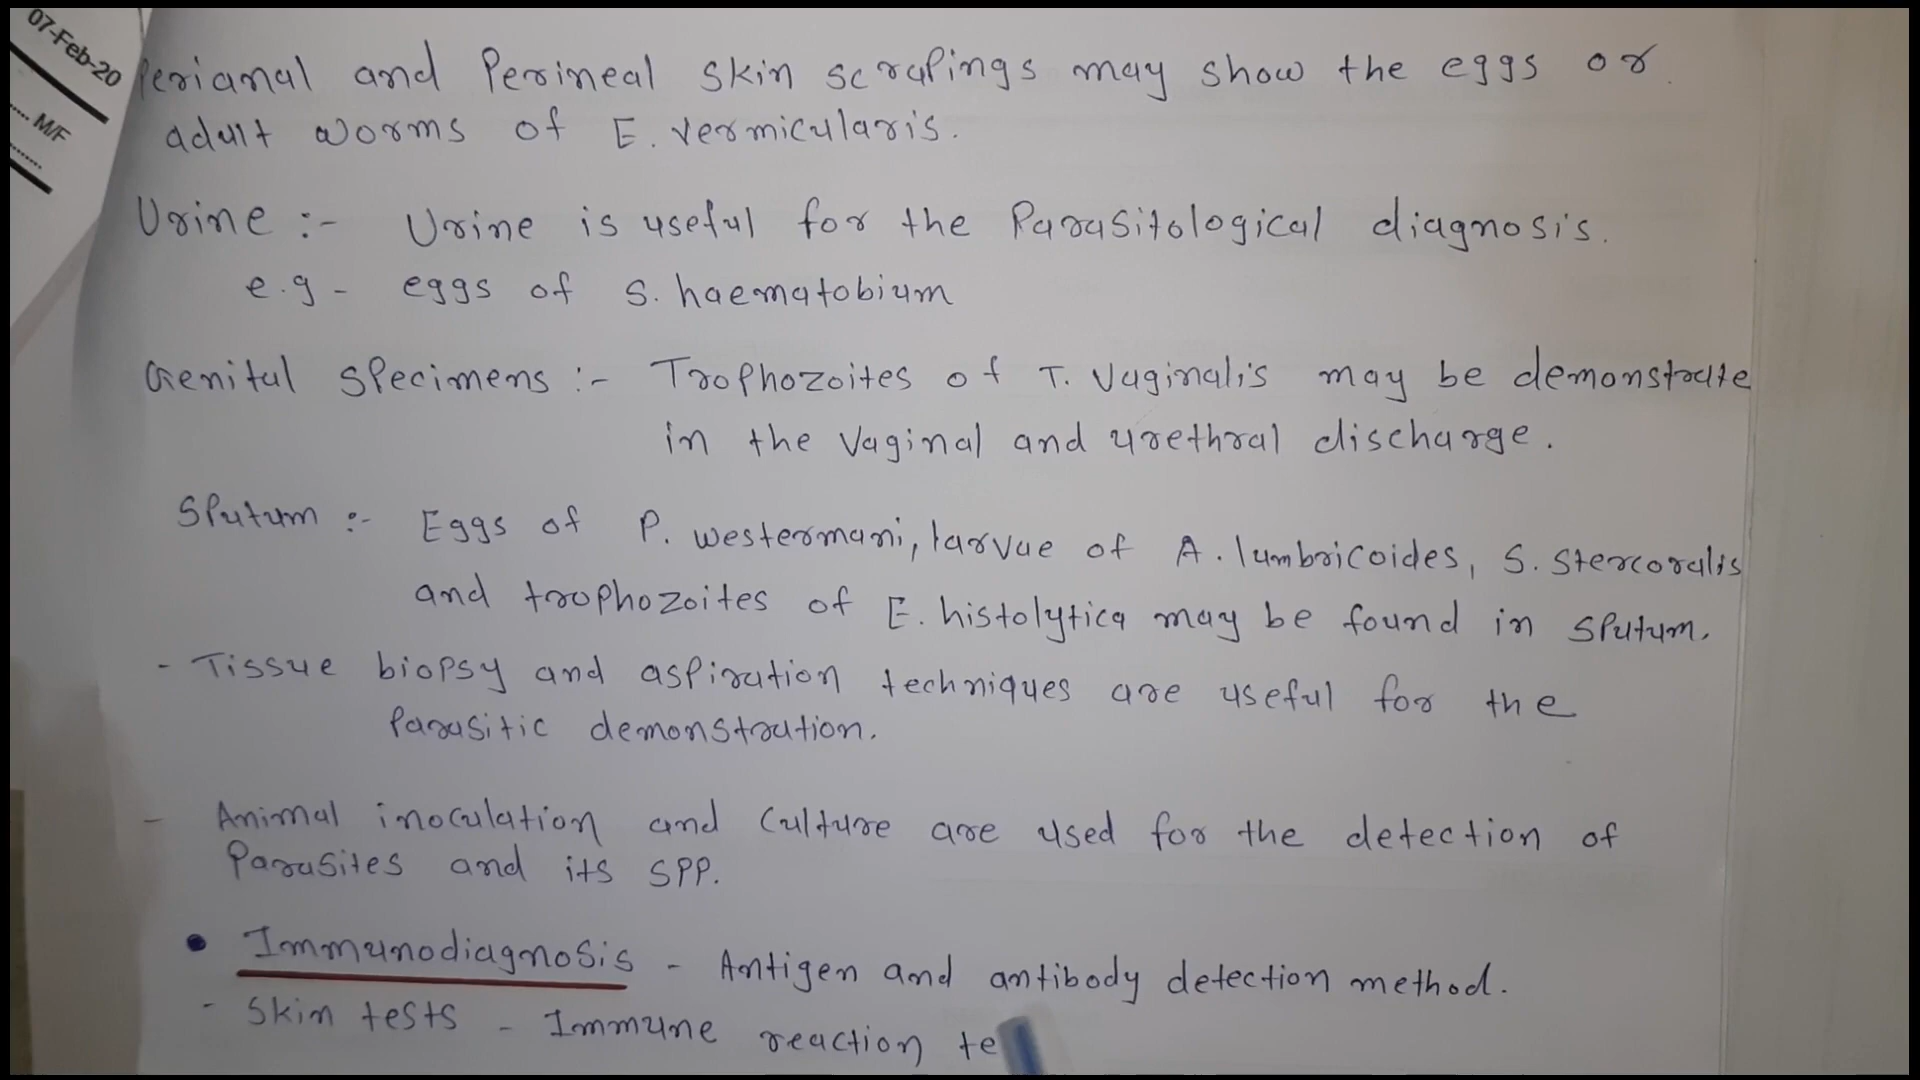 07-Feb-20
..... M/F
Perianal and Perineal skin scrapings may show the eggs or
adult worms of E. vermicularis.
Urine :- Urine is useful for the Parasitological diagnosis.
e.g - eggs of S. haematobium
Genital specimens :- Trophozoites of T. Vaginalis may be demonstrate
in the vaginal and urethral discharge.
Sputum :- Eggs of P. westermani, larvae of A. lumbricoides, S. stercoralis
and trophozoites of E. histolytica may be found in sputum.
- Tissue biopsy and aspiration techniques are useful for the
Parasitic demonstration.
- Animal inoculation and culture are used for the detection of
Parasites and its SPP.
• Immunodiagnosis - Antigen and antibody detection method.
- Skin tests - Immune reaction te